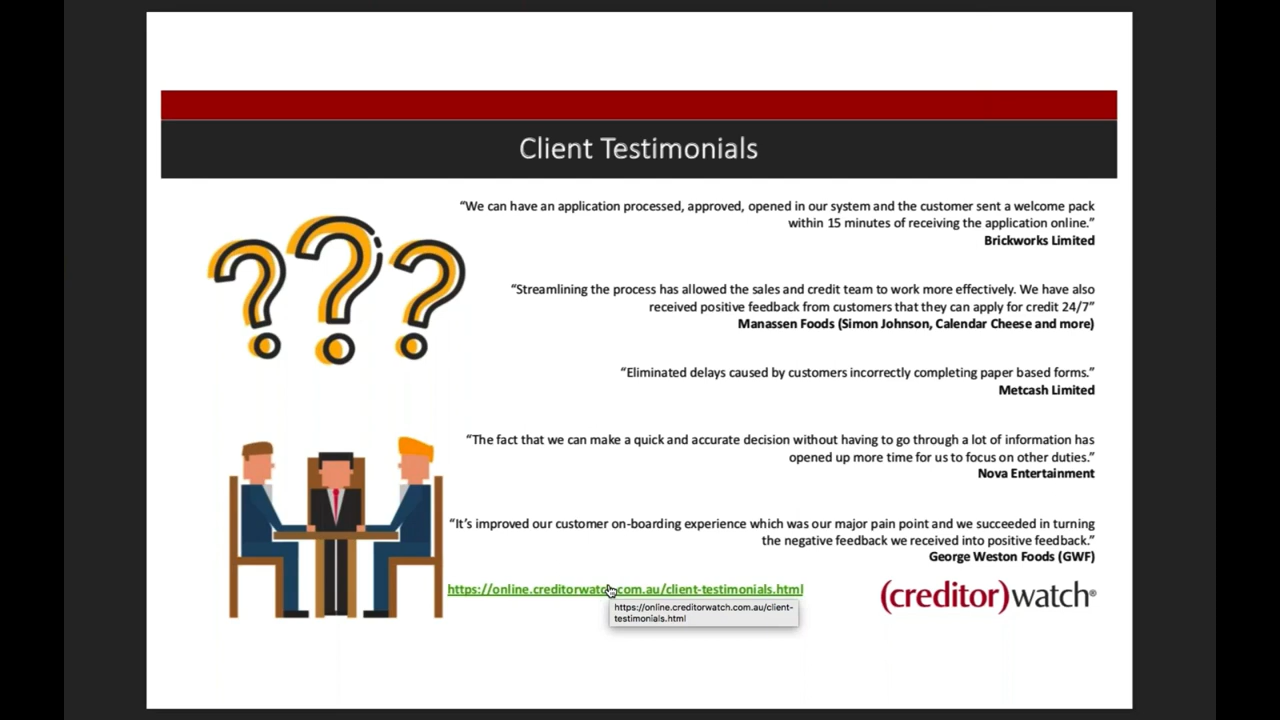 Client Testimonials
“We can have an application processed, approved, opened in our system and the customer sent a welcome pack
within 15 minutes of receiving the application online.”
Brickworks Limited
“Streamlining the process has allowed the sales and credit team to work more effectively. We have also
received positive feedback from customers that they can apply for credit 24/7”
Manassen Foods (Simon Johnson, Calendar Cheese and more)
“Eliminated delays caused by customers incorrectly completing paper based forms.”
Metcash Limited
“The fact that we can make a quick and accurate decision without having to go through a lot of information has
opened up more time for us to focus on other duties.”
Nova Entertainment
“It’s improved our customer on-boarding experience which was our major pain point and we succeeded in turning
the negative feedback we received into positive feedback.”
George Weston Foods (GWF)
https://online.creditorwatch.com.au/client-testimonials.html
(creditor)watch®
https://online.creditorwatch.com.au/client-
testimonials.html